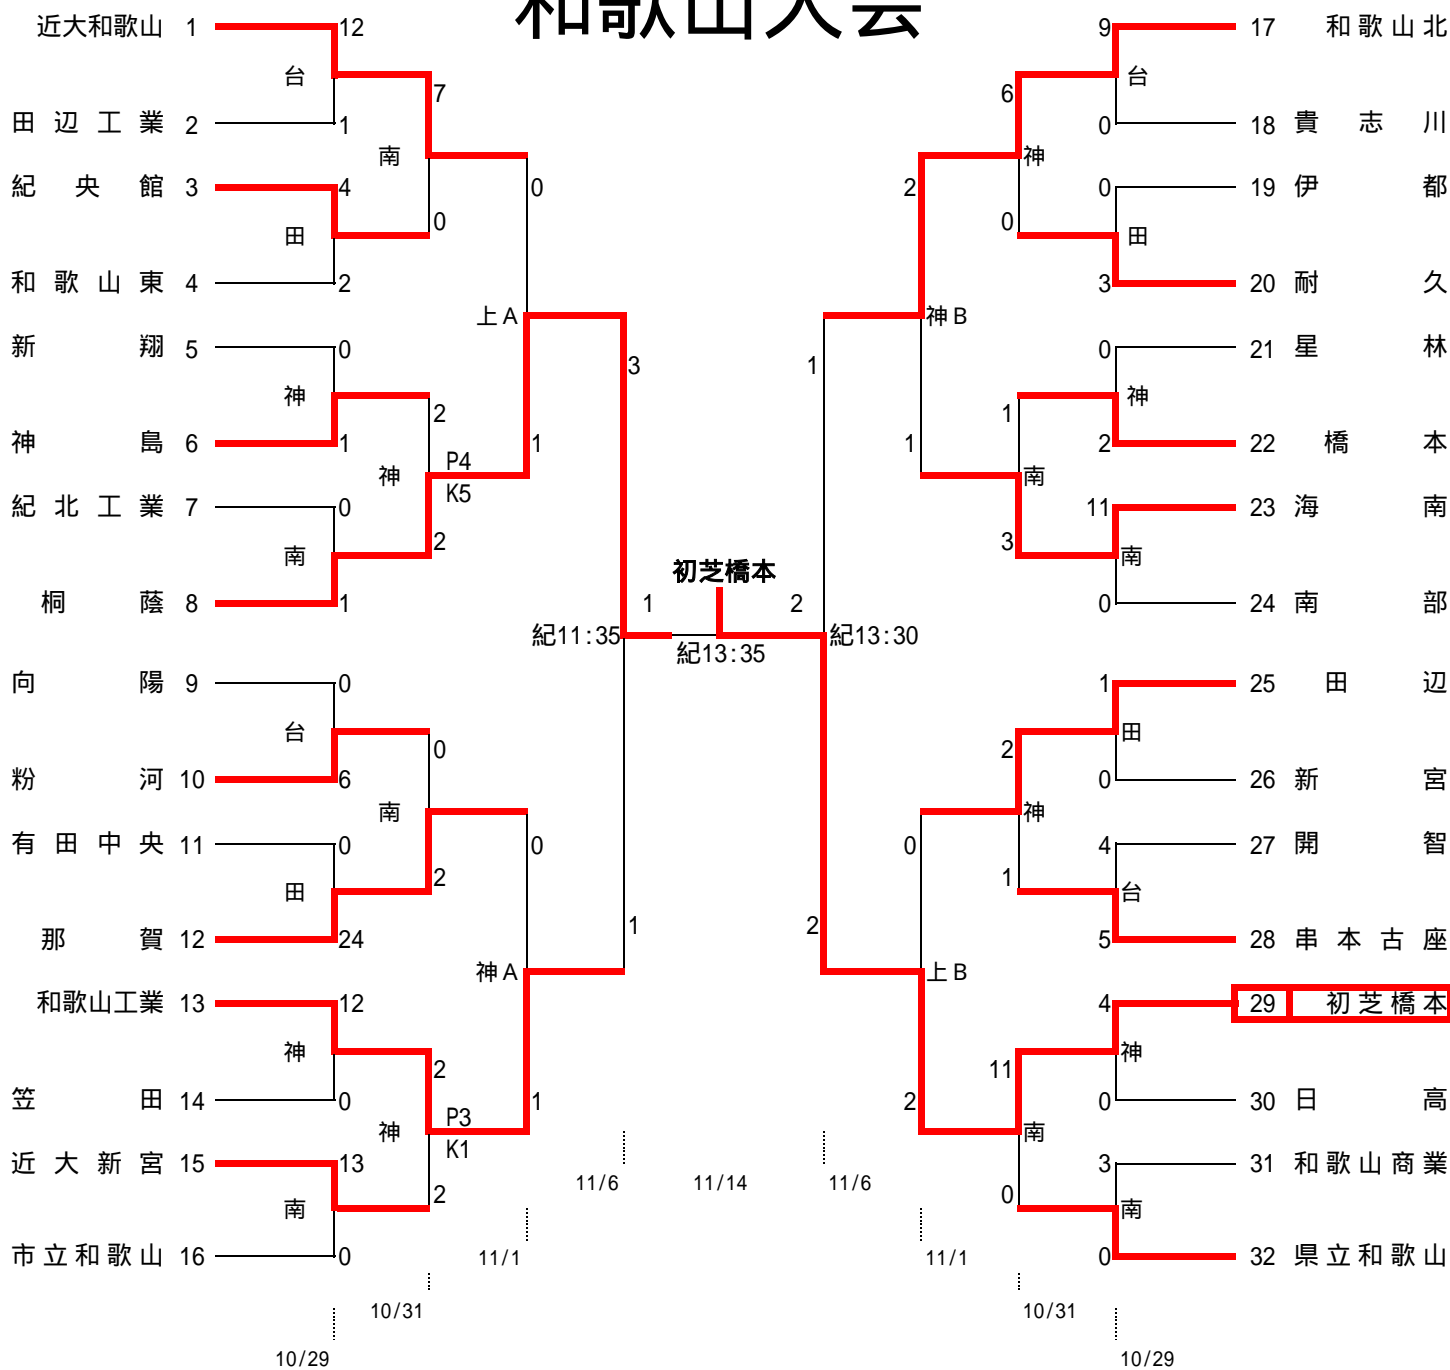 和歌山大会
近大和歌山 1 12
台
田辺工業 2 1
7
南
紀央館 3 4
田
0
和歌山東 4 2
0
上A
新翔 5 0
神
神島 6 1
2
神
P4
K5
1
紀北工業 7 0
南
桐蔭 8 1
2
3
紀11:35
向陽 9 0
台
粉河 10 6
0
南
有田中央 11 0
田
那賀 12 24
2
0
神A
和歌山工業 13 12
神
笠田 14 0
2
神
P3
K1
1
近大新宮 15 13
南
市立和歌山 16 0
2
1
初芝橋本
1 2
紀13:35
9 17 和歌山北
台
0 18 貴志川
6
神
0 19 伊都
田
0
3 20 耐久
2
神B
0 21 星林
神
2 22 橋本
1
南
1
11 23 海南
南
3
0 24 南部
1
紀13:30
1 25 田辺
田
0 26 新宮
2
神
4 27 開智
台
1
5 28 串本古座
0
上B
2
4 29 初芝橋本
神
0 30 日高
11
南
2
3 31 和歌山商業
南
0
0 32 県立和歌山
11/6 11/14 11/6
11/1 11/1
10/31 10/31
10/29 10/29